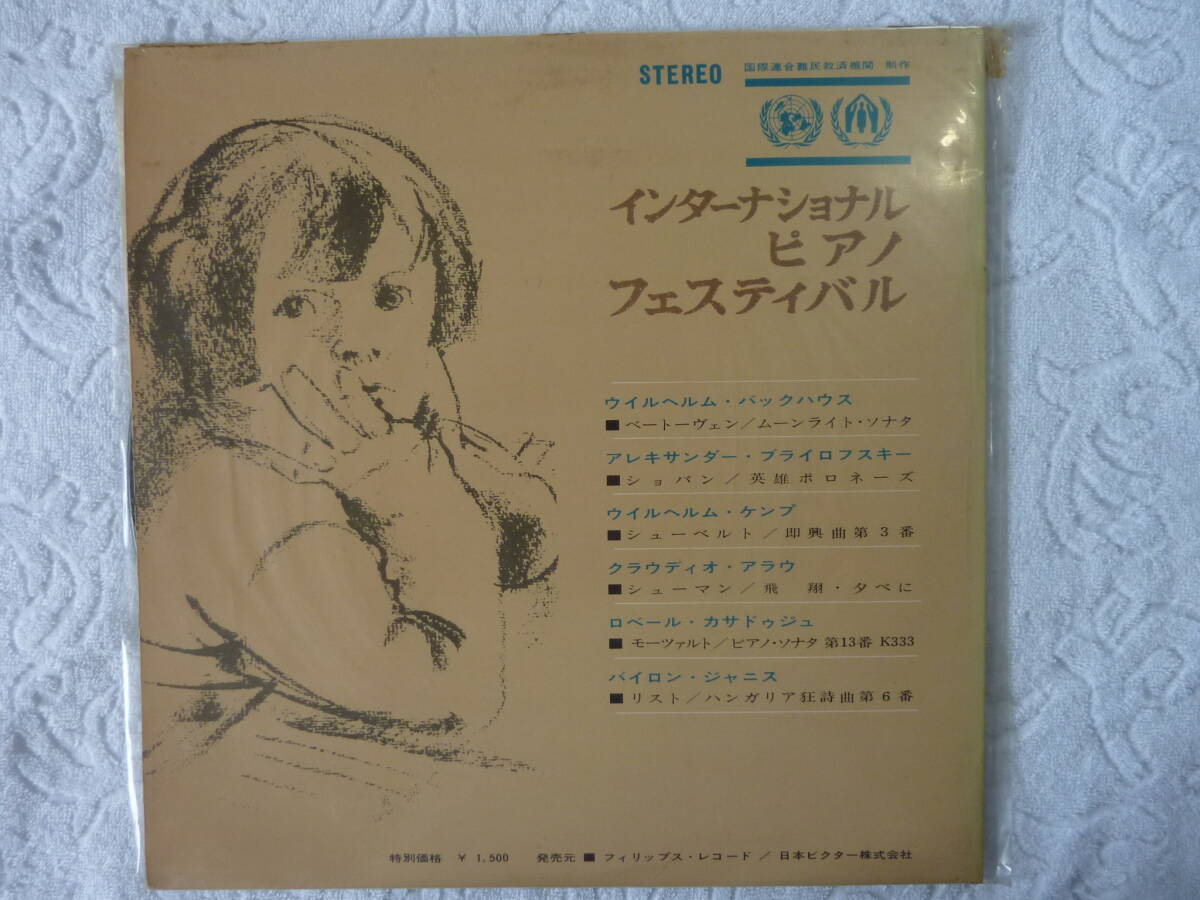 STEREO
国際連合難民救済機関 制作
インターナショナル
ピアノ
フェスティバル
ウイルヘルム・バックハウス
■ベートーヴェン/ムーンライト・ソナタ
アレキサンダー・ブライロフスキー
■ショパン/英雄ポロネーズ
ウイルヘルム・ケンプ
■シューベルト/即興曲第3番
クラウディオ・アラウ
■シューマン/飛 翔・夕べに
ロベール・カサドゥジュ
■モーツァルト/ピアノ・ソナタ 第13番 K333
バイロン・ジャニス
■リスト/ハンガリア狂詩曲第6番
特別価格 ¥1,500 発売元 ■フィリップス・レコード / 日本ビクター株式会社